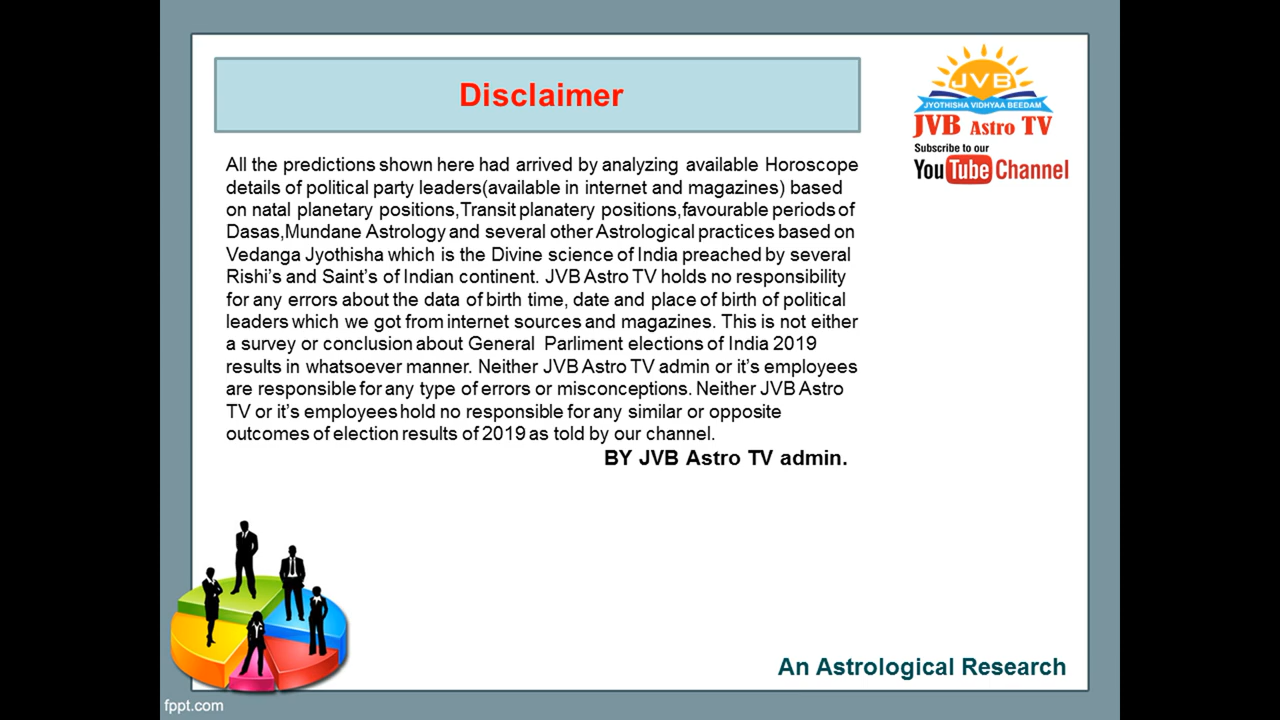 Disclaimer
JVB
JYOTHISHA VIDHYAA BEEDAM
JVB Astro TV
Subscribe to our
YouTube Channel
All the predictions shown here had arrived by analyzing available Horoscope
details of political party leaders(available in internet and magazines) based
on natal planetary positions,Transit planatery positions,favourable periods of
Dasas,Mundane Astrology and several other Astrological practices based on
Vedanga Jyothisha which is the Divine science of India preached by several
Rishi's and Saint's of Indian continent. JVB Astro TV holds no responsibility
for any errors about the data of birth time, date and place of birth of political
leaders which we got from internet sources and magazines. This is not either
a survey or conclusion about General Parliment elections of India 2019
results in whatsoever manner. Neither JVB Astro TV admin or it's employees
are responsible for any type of errors or misconceptions. Neither JVB Astro
TV or it's employees hold no responsible for any similar or opposite
outcomes of election results of 2019 as told by our channel.
BY JVB Astro TV admin.
An Astrological Research
fppt.com